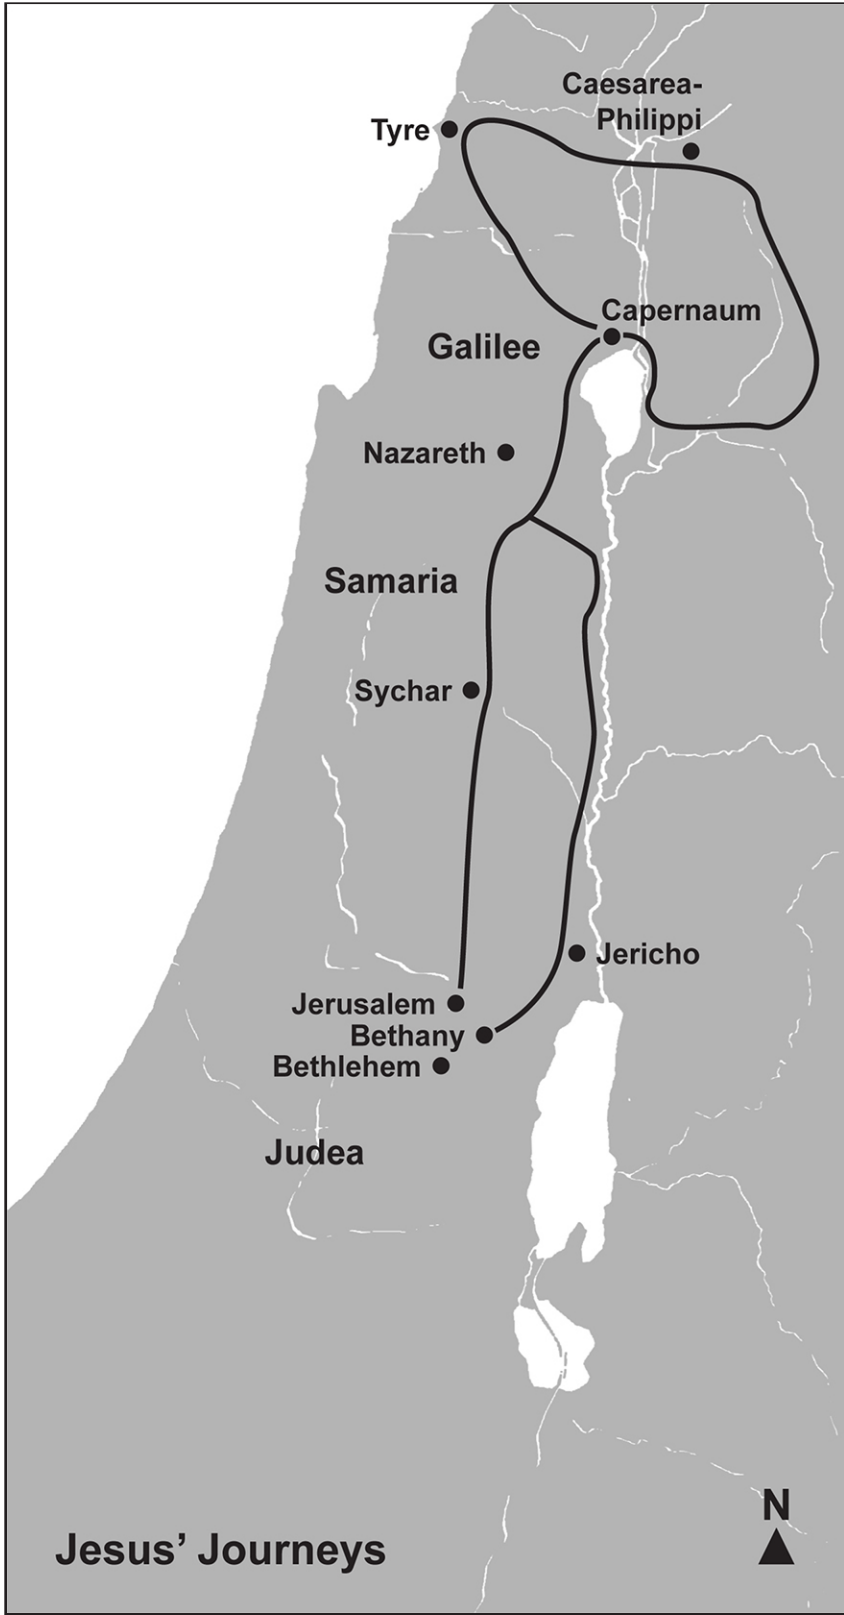 Caesarea-
Philippi
Tyre
Capernaum
Galilee
Nazareth
Samaria
Sychar
Jericho
Jerusalem
Bethany
Bethlehem
Judea
N
Jesus’ Journeys